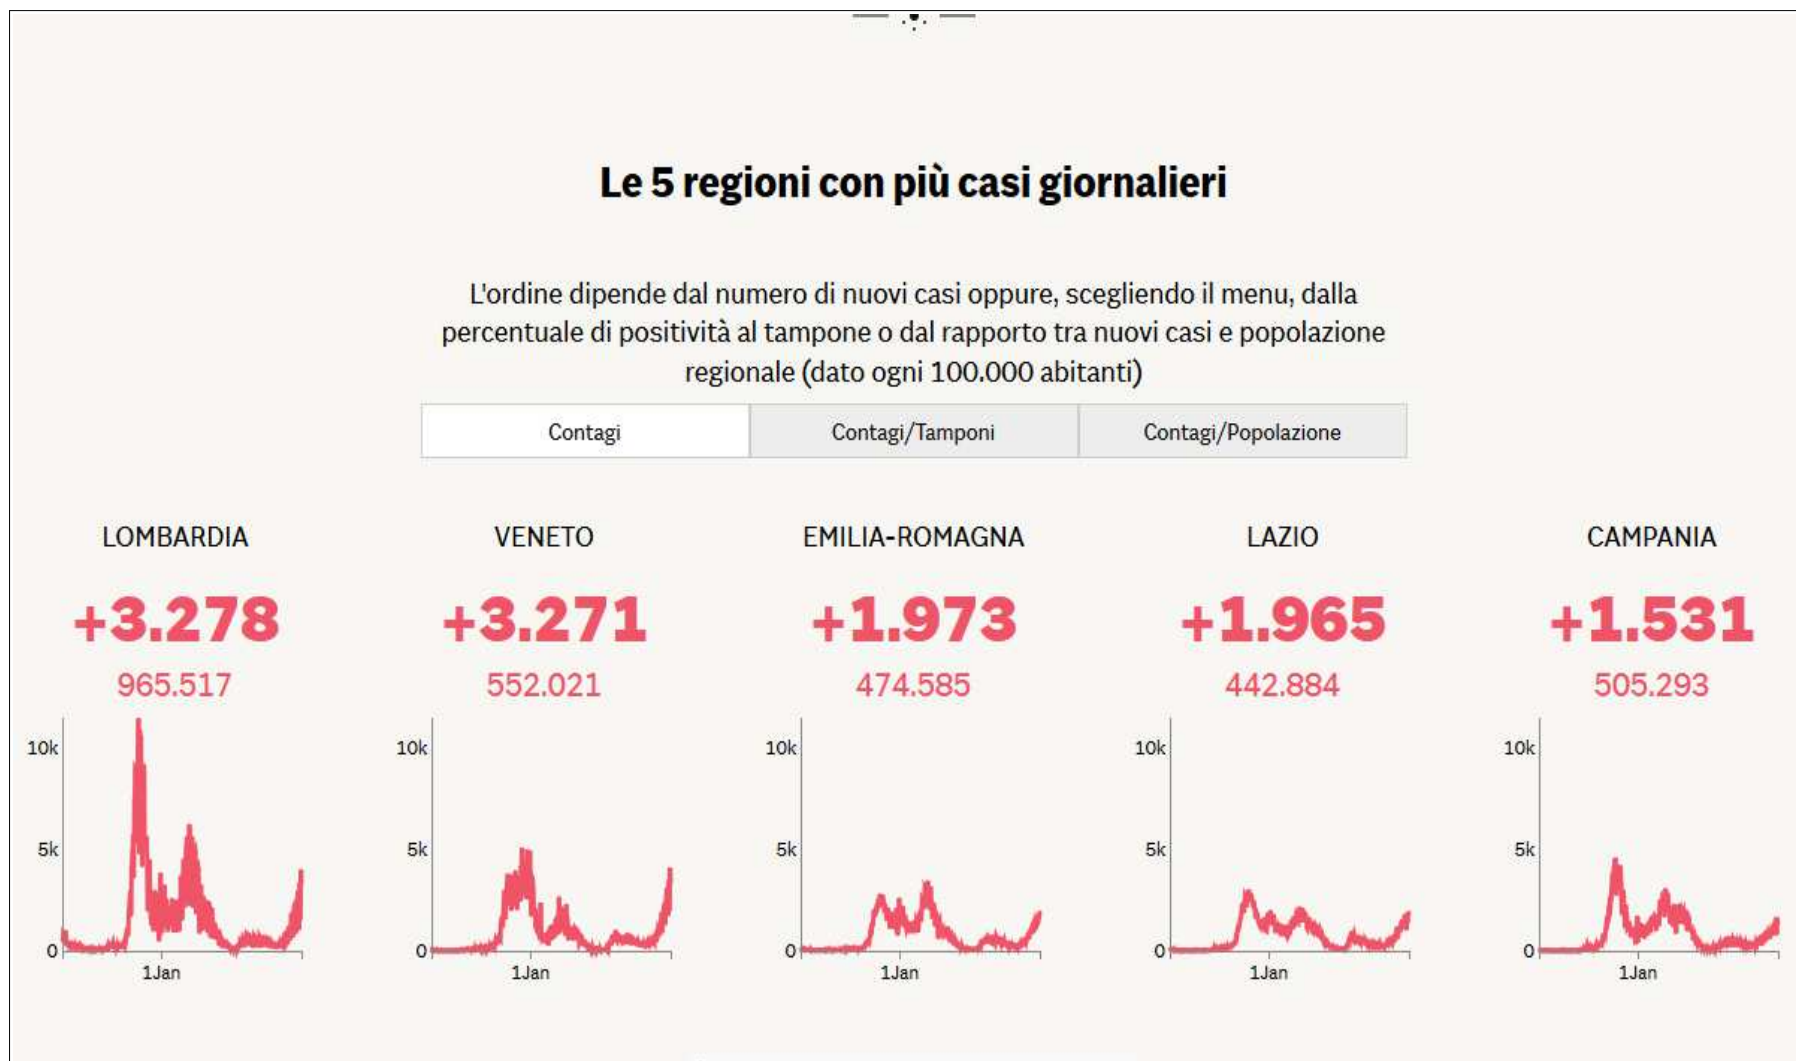 Le 5 regioni con più casi giornalieri
L'ordine dipende dal numero di nuovi casi oppure, scegliendo il menu, dalla
percentuale di positività al tampone o dal rapporto tra nuovi casi e popolazione
regionale (dato ogni 100.000 abitanti)
Contagi Contagi/Tamponi Contagi/Popolazione
LOMBARDIA VENETO EMILIA-ROMAGNA LAZIO CAMPANIA
+3.278 +3.271 +1.973 +1.965 +1.531
965.517 552.021 474.585 442.884 505.293
10k 10k 10k 10k 10k
5k 5k 5k 5k 5k
0 0 0 0 0
1Jan 1Jan 1Jan 1Jan 1Jan